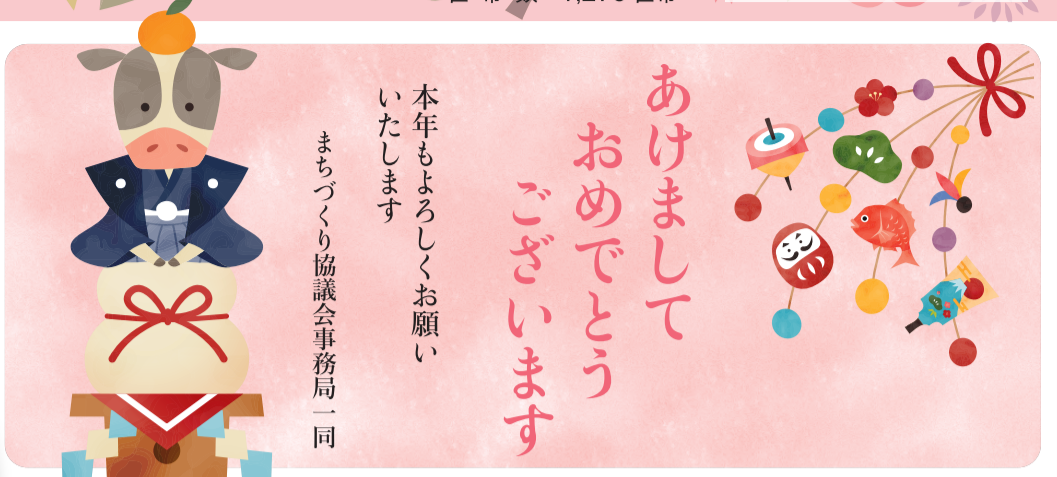 あけまして
おめでとう
ございます
本年もよろしくお願い
いたします
まちづくり協議会事務局一同